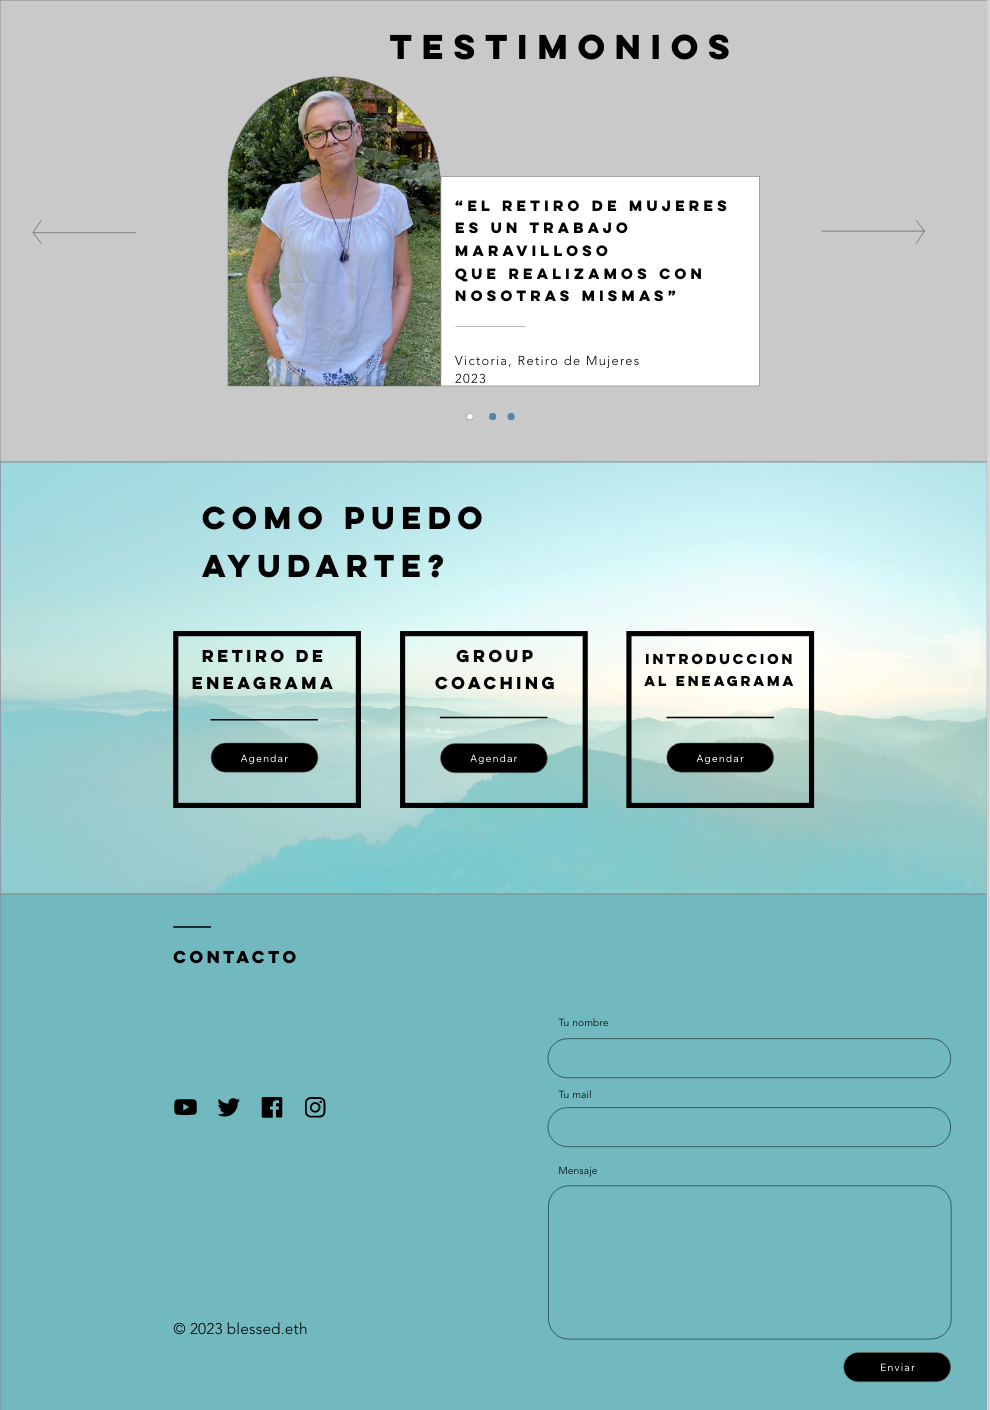 TESTIMONIOS
“EL RETIRO DE MUJERES
ES UN TRABAJO
MARAVILLOSO
QUE REALIZAMOS CON
NOSOTRAS MISMAS”
Victoria, Retiro de Mujeres
2023
COMO PUEDO
AYUDARTE?
RETIRO DE
ENEAGRAMA
Agendar
GROUP
COACHING
Agendar
INTRODUCCION
AL ENEAGRAMA
Agendar
CONTACTO
Tu nombre
Tu mail
Mensaje
© 2023 blessed.eth
Enviar